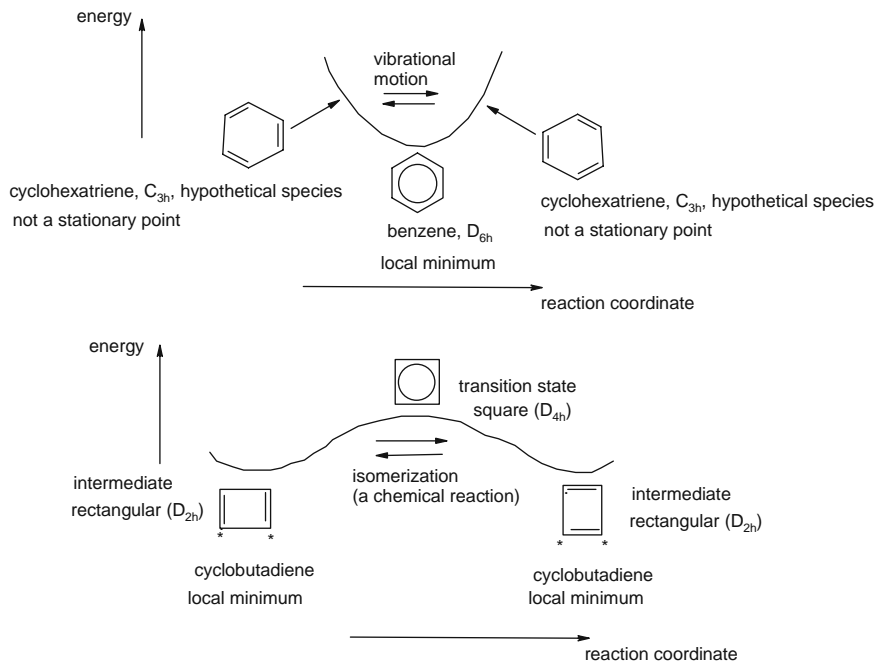 energy
vibrational
motion
cyclohexatriene, C3h, hypothetical species
not a stationary point
benzene, D6h
local minimum
cyclohexatriene, C3h, hypothetical species
not a stationary point
reaction coordinate
energy
transition state
square (D4h)
intermediate
rectangular (D2h)
isomerization
(a chemical reaction)
intermediate
rectangular (D2h)
* *
* *
cyclobutadiene
local minimum
cyclobutadiene
local minimum
reaction coordinate